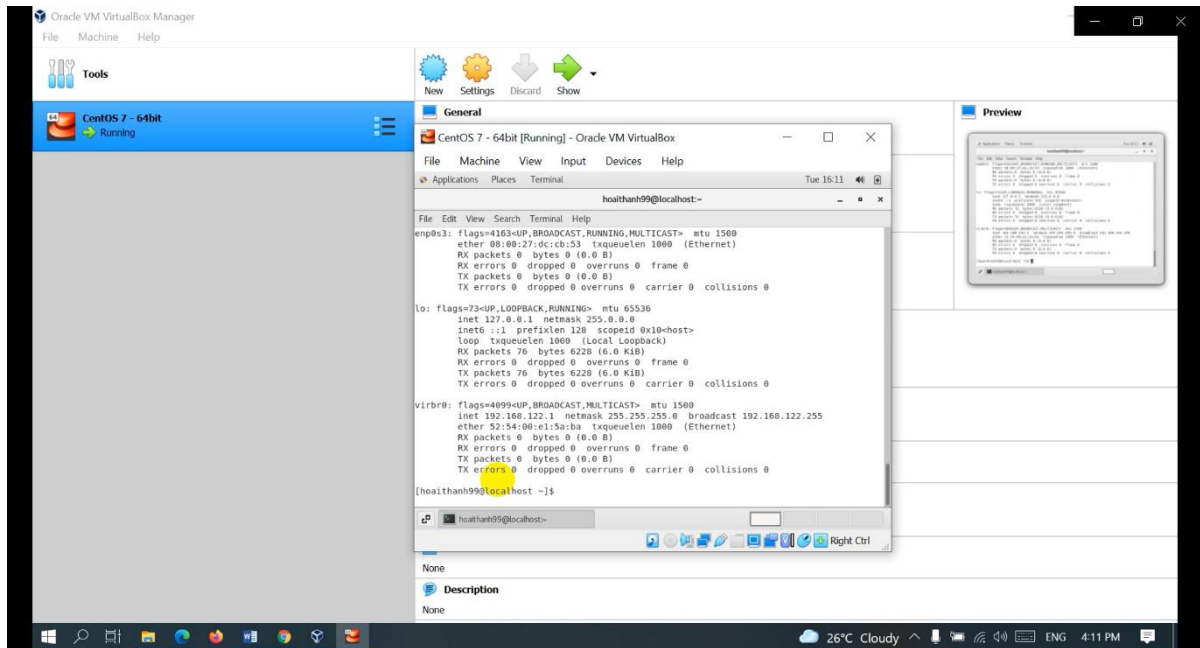 Oracle VM VirtualBox Manager
File Machine Help
Tools
New Settings Discard Show
CentOS 7 - 64bit
Running
General
Preview
CentOS 7 - 64bit [Running] - Oracle VM VirtualBox
File Machine View Input Devices Help
Applications Places Terminal Tue 16:11
hoaithanh99@localhost:~
File Edit View Search Terminal Help
enp0s3: flags=4163<UP,BROADCAST,RUNNING,MULTICAST> mtu 1500
ether 08:00:27:dc:cb:53 txqueuelen 1000 (Ethernet)
RX packets 0 bytes 0 (0.0 B)
RX errors 0 dropped 0 overruns 0 frame 0
TX packets 0 bytes 0 (0.0 B)
TX errors 0 dropped 0 overruns 0 carrier 0 collisions 0
lo: flags=73<UP,LOOPBACK,RUNNING> mtu 65536
inet 127.0.0.1 netmask 255.0.0.0
inet6 ::1 prefixlen 128 scopeid 0x10<host>
loop txqueuelen 1000 (Local Loopback)
RX packets 76 bytes 6228 (6.0 KiB)
RX errors 0 dropped 0 overruns 0 frame 0
TX packets 76 bytes 6228 (6.0 KiB)
TX errors 0 dropped 0 overruns 0 carrier 0 collisions 0
virbr0: flags=4099<UP,BROADCAST,MULTICAST> mtu 1500
inet 192.168.122.1 netmask 255.255.255.0 broadcast 192.168.122.255
ether 52:54:00:e1:5a:ba txqueuelen 1000 (Ethernet)
RX packets 0 bytes 0 (0.0 B)
RX errors 0 dropped 0 overruns 0 frame 0
TX packets 0 bytes 0 (0.0 B)
TX errors 0 dropped 0 overruns 0 carrier 0 collisions 0
[hoaithanh99@localhost ~]$
hoaithanh99@localhost:~
Right Ctrl
None
Description
None
26°C Cloudy ENG 4:11 PM